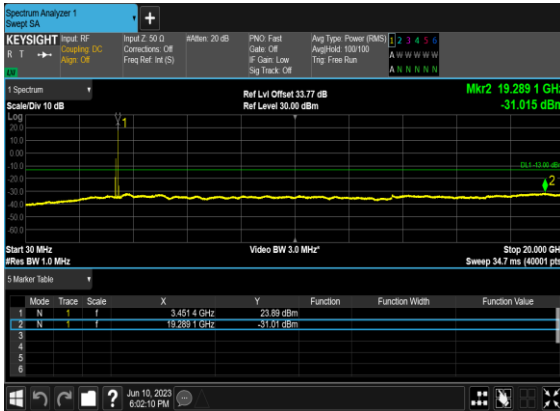 Spectrum Analyzer 1
Swept SA
KEYSIGHT Input: RF Input Z: 50 Ω #Atten: 20 dB PNO: Fast Avg Type: Power (RMS) 1 2 3 4 5 6
R T Coupling: DC Corrections: Off Gate: Off Avg|Hold: 100/100 A W W W W W
Align: Off Freq Ref: Int (S) IF Gain: Low Trig: Free Run
Sig Track: Off A N N N N N
1 Spectrum
Ref Lvl Offset 33.77 dB Mkr2 19.289 1 GHz
Scale/Div 10 dB Ref Level 30.00 dBm -31.015 dBm
Log
1
20.0
10.0
0.00
-10.0
DL1 -13.00 dBm
-20.0
2
-30.0
-40.0
-50.0
-60.0
Start 30 MHz Video BW 3.0 MHz* Stop 20.000 GH
#Res BW 1.0 MHz Sweep 34.7 ms (40001 pts
5 Marker Table
Mode Trace Scale X Y Function Function Width Function Value
1 N 1 f 3.451 4 GHz 23.89 dBm
2 N 1 f 19.289 1 GHz -31.01 dBm
3
4
5
6
Jun 10, 2023
6:02:10 PM